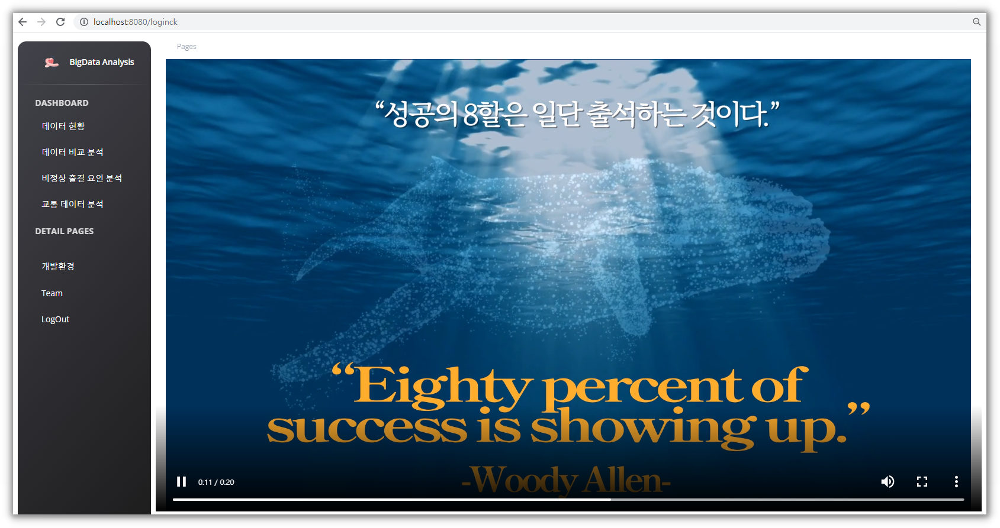 localhost:8080/loginck
BigData Analysis
DASHBOARD
데이터 현황
데이터 비교 분석
비정상 출결 요인 분석
교통 데이터 분석
DETAIL PAGES
개발환경
Team
LogOut
Pages
“성공의 8할은 일단 출석하는 것이다.”
“Eighty percent of
success is showing up.”
-Woody Allen-
0:11 / 0:20